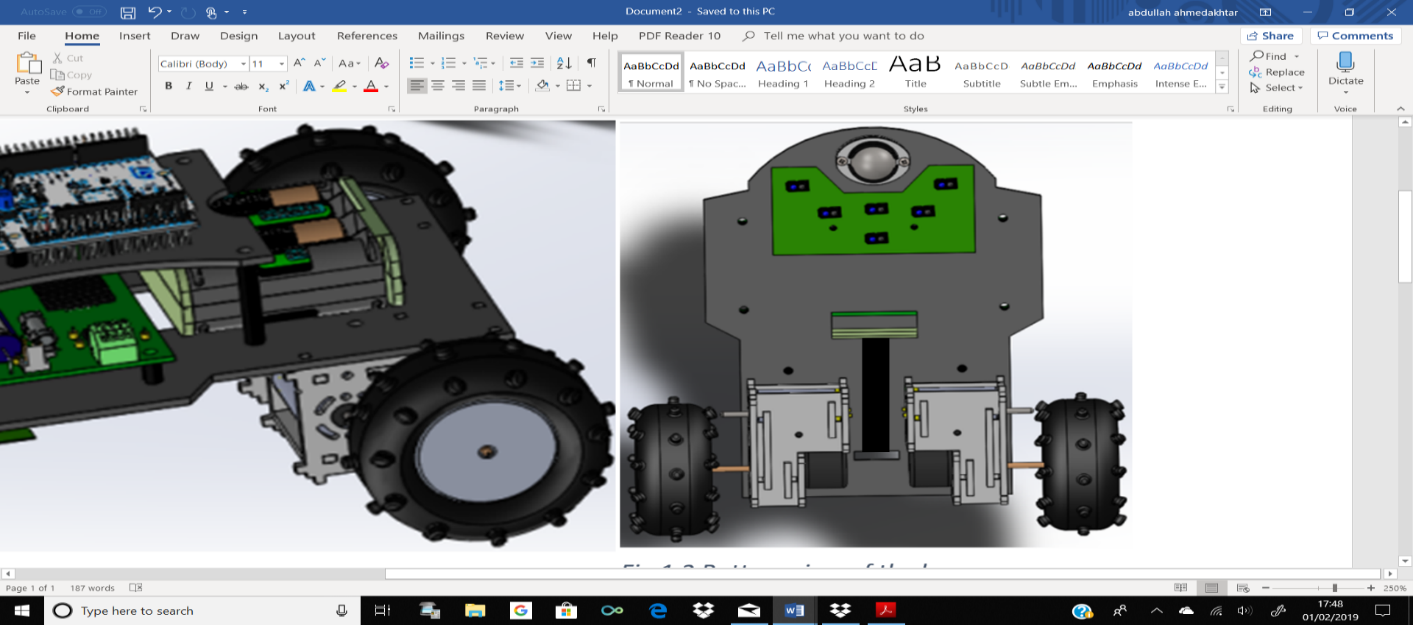 AutoSave Off
Document2 - Saved to this PC
abdullah ahmedakhtar
File Home Insert Draw Design Layout References Mailings Review View Help PDF Reader 10 Tell me what you want to do
Share Comments
Paste
Cut
Copy
Format Painter
Clipboard
Calibri (Body) 11
Font
Paragraph
AaBbCcDd AaBbCcDd AaBbCc AaBbCcE AaB AaBbCcD AaBbCcDd AaBbCcDd AaBbCcDd
¶ Normal ¶ No Spac... Heading 1 Heading 2 Title Subtitle Subtle Em... Emphasis Intense E...
Styles
Find
Replace
Select
Editing
Dictate
Voice
Page 1 of 1 187 words
250%
Type here to search
17:48
01/02/2019